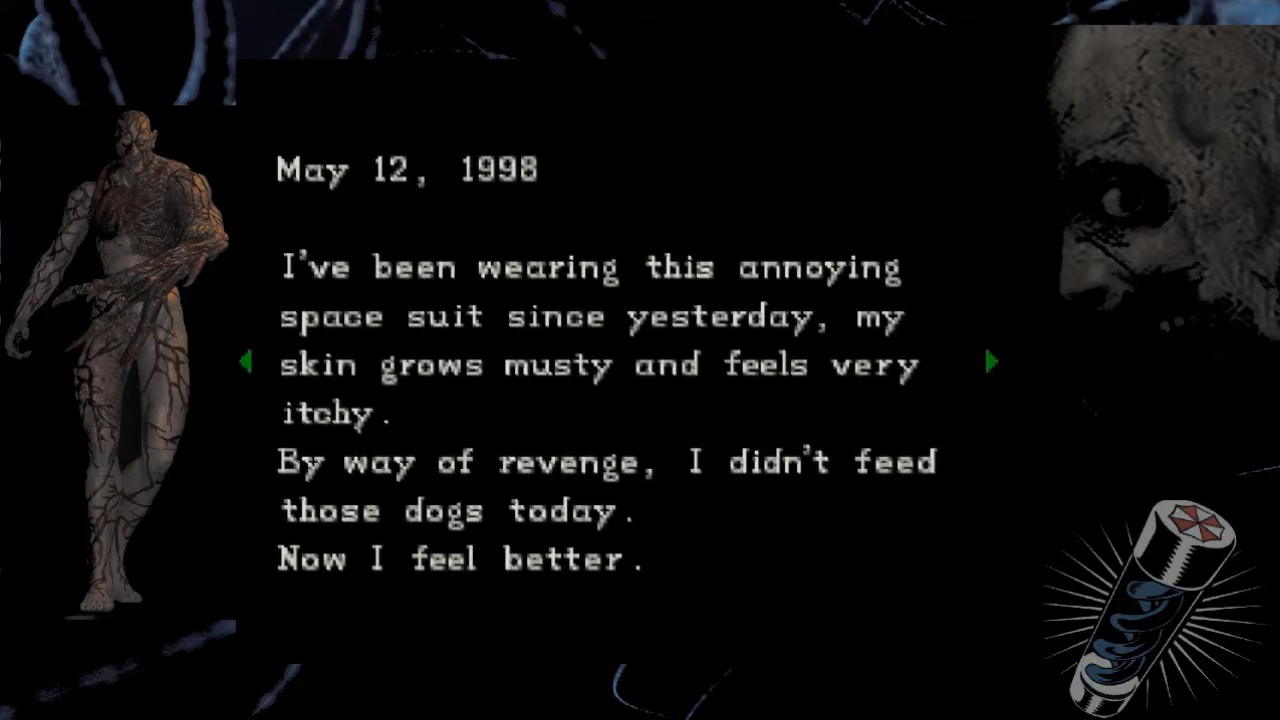 May 12, 1998
I've been wearing this annoying
space suit since yesterday, my
skin grows musty and feels very
itchy.
By way of revenge, I didn't feed
those dogs today.
Now I feel better.